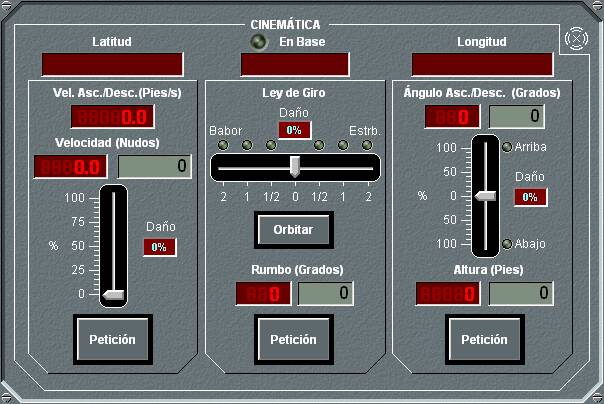 CINEMÁTICA
Latitud
En Base
Longitud
Vel. Asc./Desc.(Pies/s)
0.0
Velocidad (Nudos)
0.0 0
100
75
% 50
25
0
Daño
0%
Petición
Ley de Giro
Daño
Babor 0% Estrb.
2 1 1/2 0 1/2 1 2
Orbitar
Rumbo (Grados)
0 0
Petición
Ángulo Asc./Desc. (Grados)
0 0
100 Arriba
50
% 0
50
100 Abajo
Daño
0%
Altura (Pies)
0 0
Petición